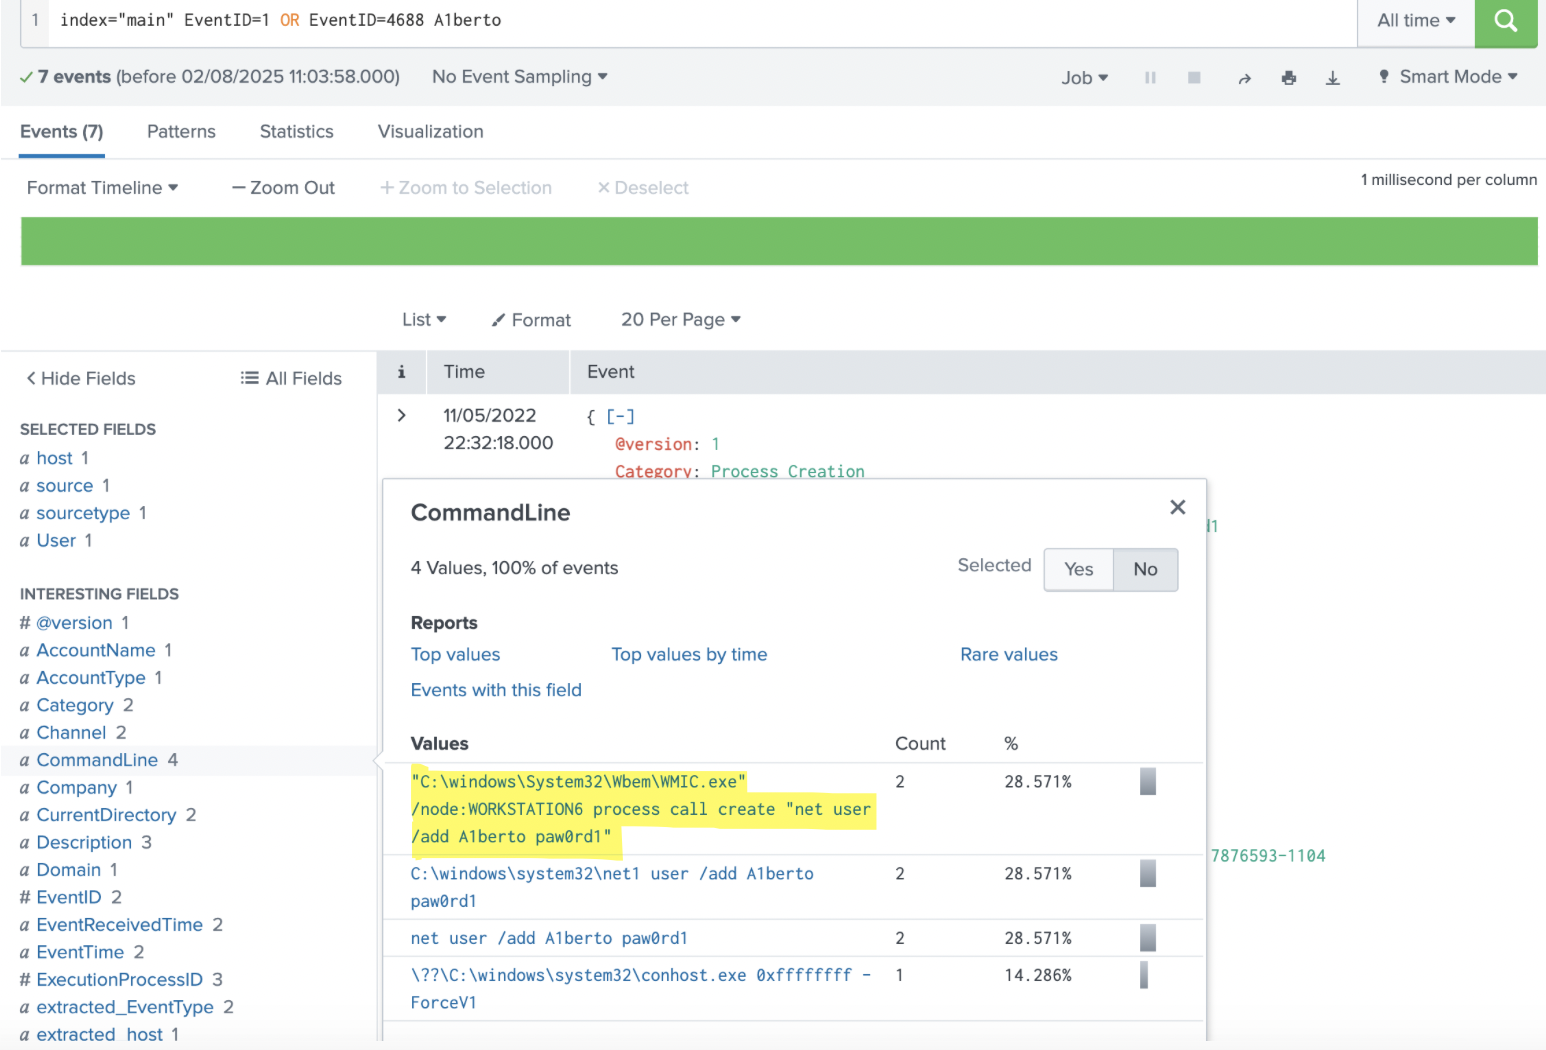 1 index="main" EventID=1 OR EventID=4688 A1berto
All time
7 events (before 02/08/2025 11:03:58.000)
No Event Sampling
Job
Smart Mode
Events (7)
Patterns
Statistics
Visualization
Format Timeline
— Zoom Out
+ Zoom to Selection
× Deselect
1 millisecond per column
List
Format
20 Per Page
< Hide Fields
All Fields
i
Time
Event
SELECTED FIELDS
a host 1
a source 1
a sourcetype 1
a User 1
INTERESTING FIELDS
# @version 1
a AccountName 1
a AccountType 1
a Category 2
a Channel 2
a CommandLine 4
a Company 1
a CurrentDirectory 2
a Description 3
a Domain 1
# EventID 2
a EventReceivedTime 2
a EventTime 2
# ExecutionProcessID 3
a extracted_EventType 2
a extracted_host 1
>
11/05/2022
22:32:18.000
{ [-]
@version: 1
Category: Process Creation
d1
7876593-1104
CommandLine
4 Values, 100% of events
Selected
Yes
No
Reports
Top values
Top values by time
Rare values
Events with this field
Values
Count
%
"C:\windows\System32\Wbem\WMIC.exe"
/node:WORKSTATION6 process call create "net user
/add A1berto paw0rd1"
2
28.571%
C:\windows\system32\net1 user /add A1berto
paw0rd1
2
28.571%
net user /add A1berto paw0rd1
2
28.571%
\??\C:\windows\system32\conhost.exe 0xffffffff -
ForceV1
1
14.286%